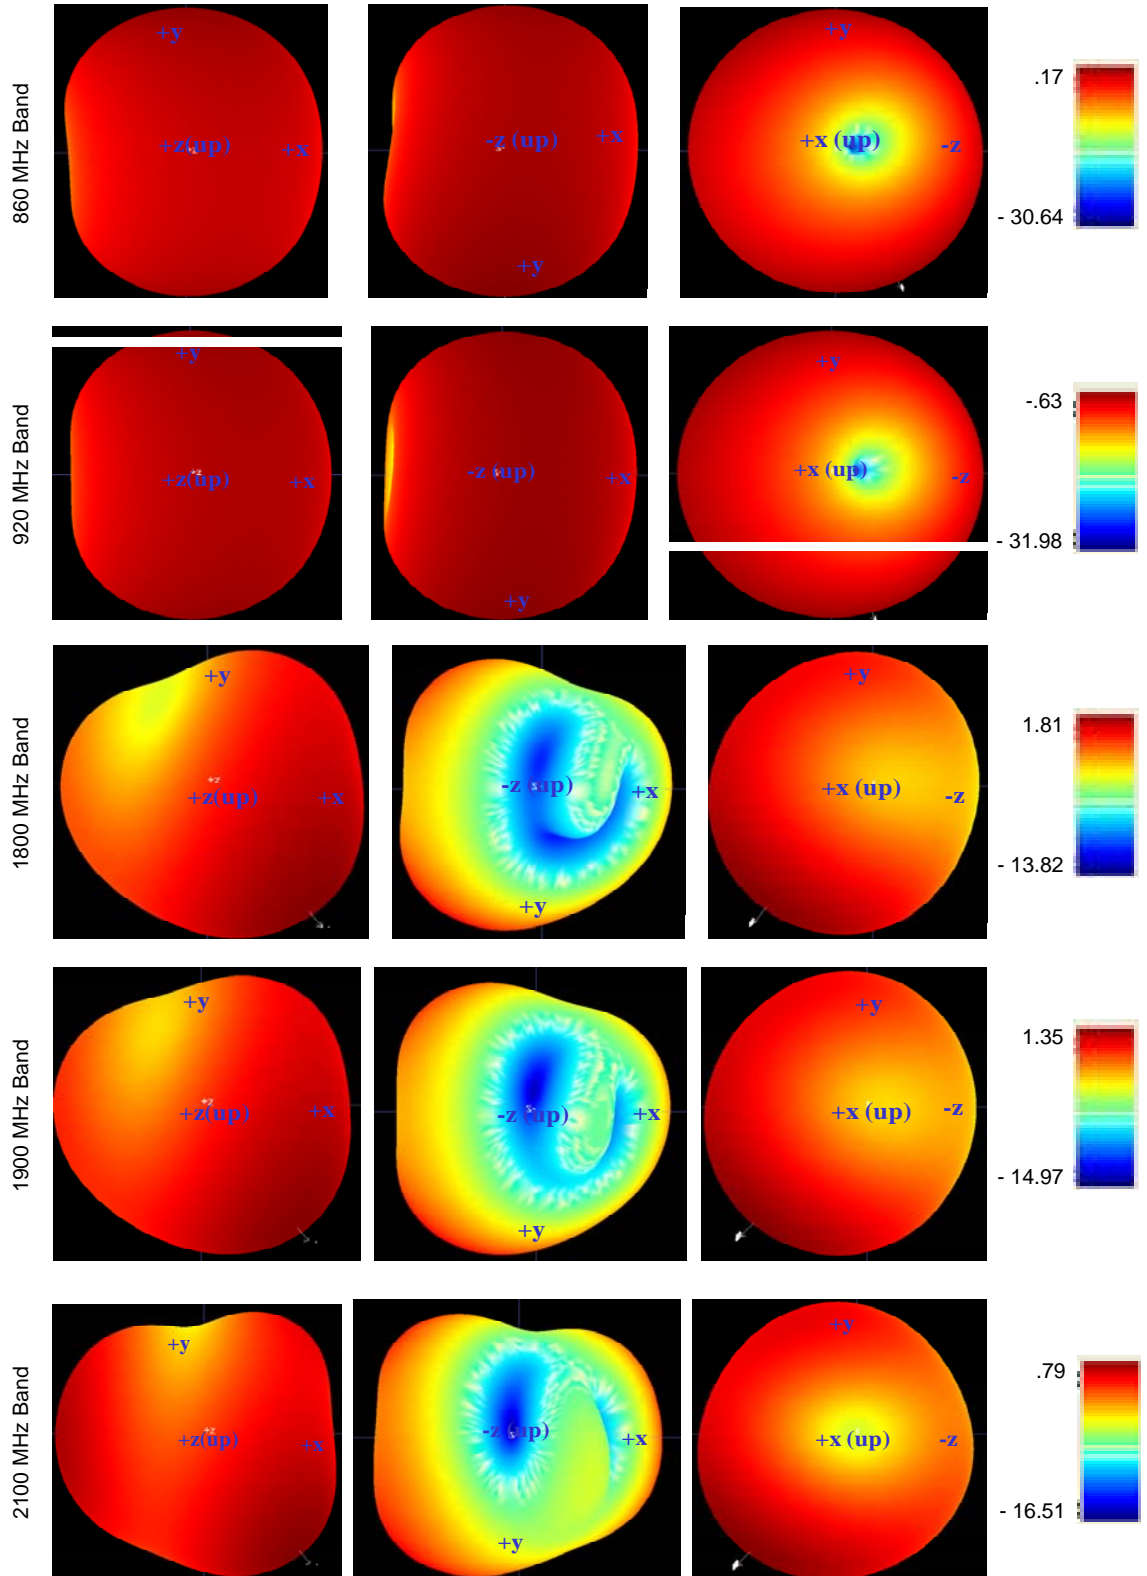 860 MHz Band
+y
+z(up)
+x
-z (up)
+x
+y
+y
+x (up)
-z
.17
- 30.64
920 MHz Band
+y
+z(up)
+x
-z (up)
+x
+y
+y
+x (up)
-z
-.63
- 31.98
1800 MHz Band
+y
+z
+z(up)
+x
-z (up)
+x
+y
+y
+x (up)
-z
1.81
- 13.82
1900 MHz Band
+y
+z
+z(up)
+x
-z (up)
+x
+y
+y
+x (up)
-z
1.35
- 14.97
2100 MHz Band
+y
+z
+z(up)
+x
-z (up)
+x
+y
+y
+x (up)
-z
.79
- 16.51